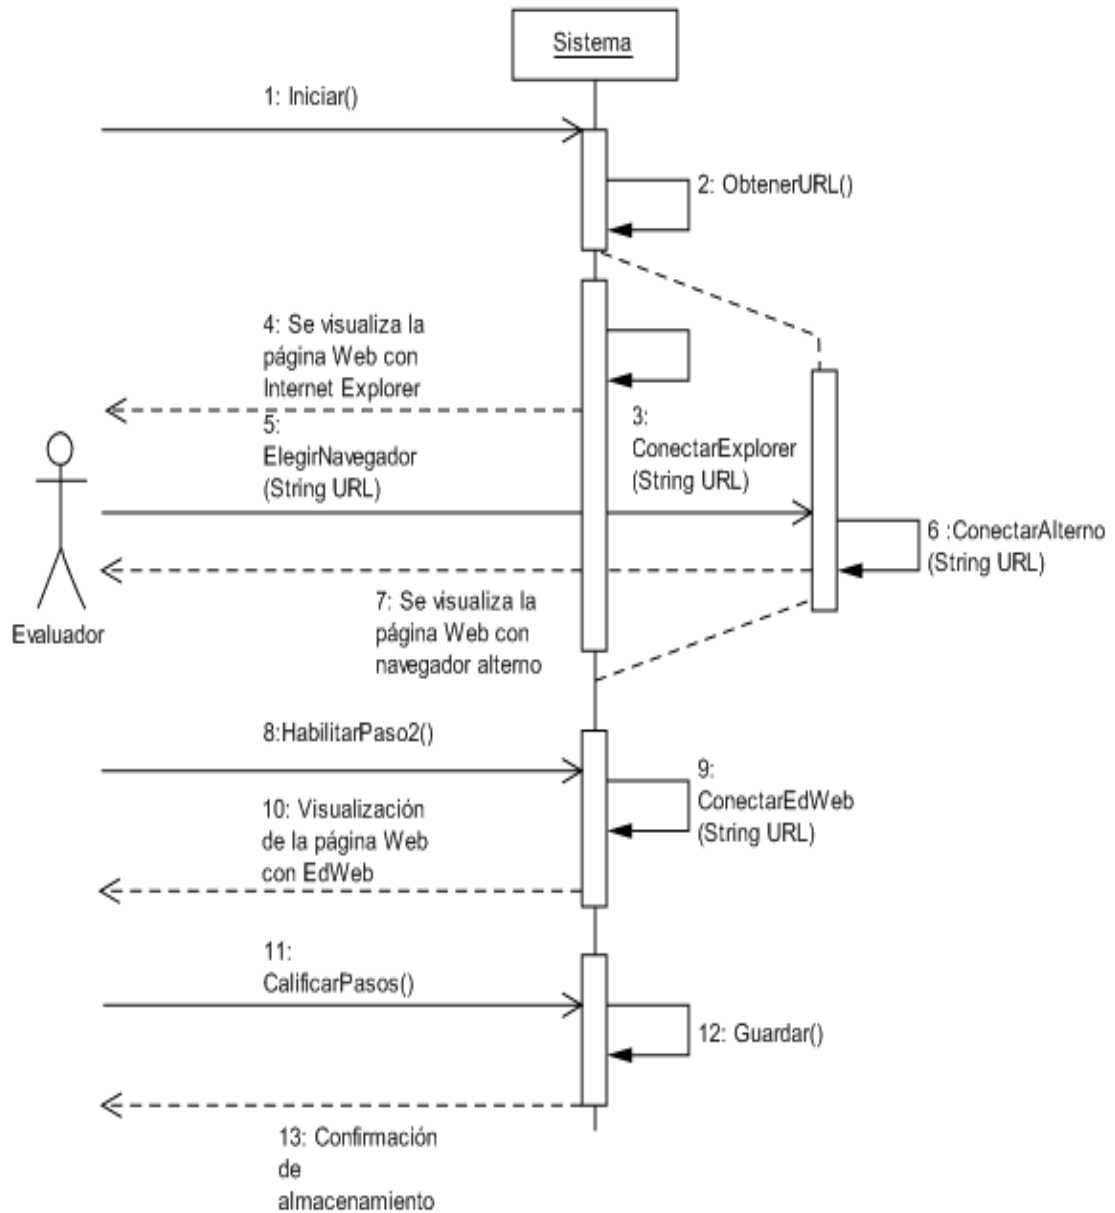 Sistema
1: Iniciar()
2: ObtenerURL()
4: Se visualiza la
página Web con
Internet Explorer
3:
ConectarExplorer
(String URL)
5:
ElegirNavegador
(String URL)
6 :ConectarAlterno
(String URL)
Evaluador
7: Se visualiza la
página Web con
navegador alterno
8:HabilitarPaso2()
9:
ConectarEdWeb
(String URL)
10: Visualización
de la página Web
con EdWeb
11:
CalificarPasos()
12: Guardar()
13: Confirmación
de
almacenamiento